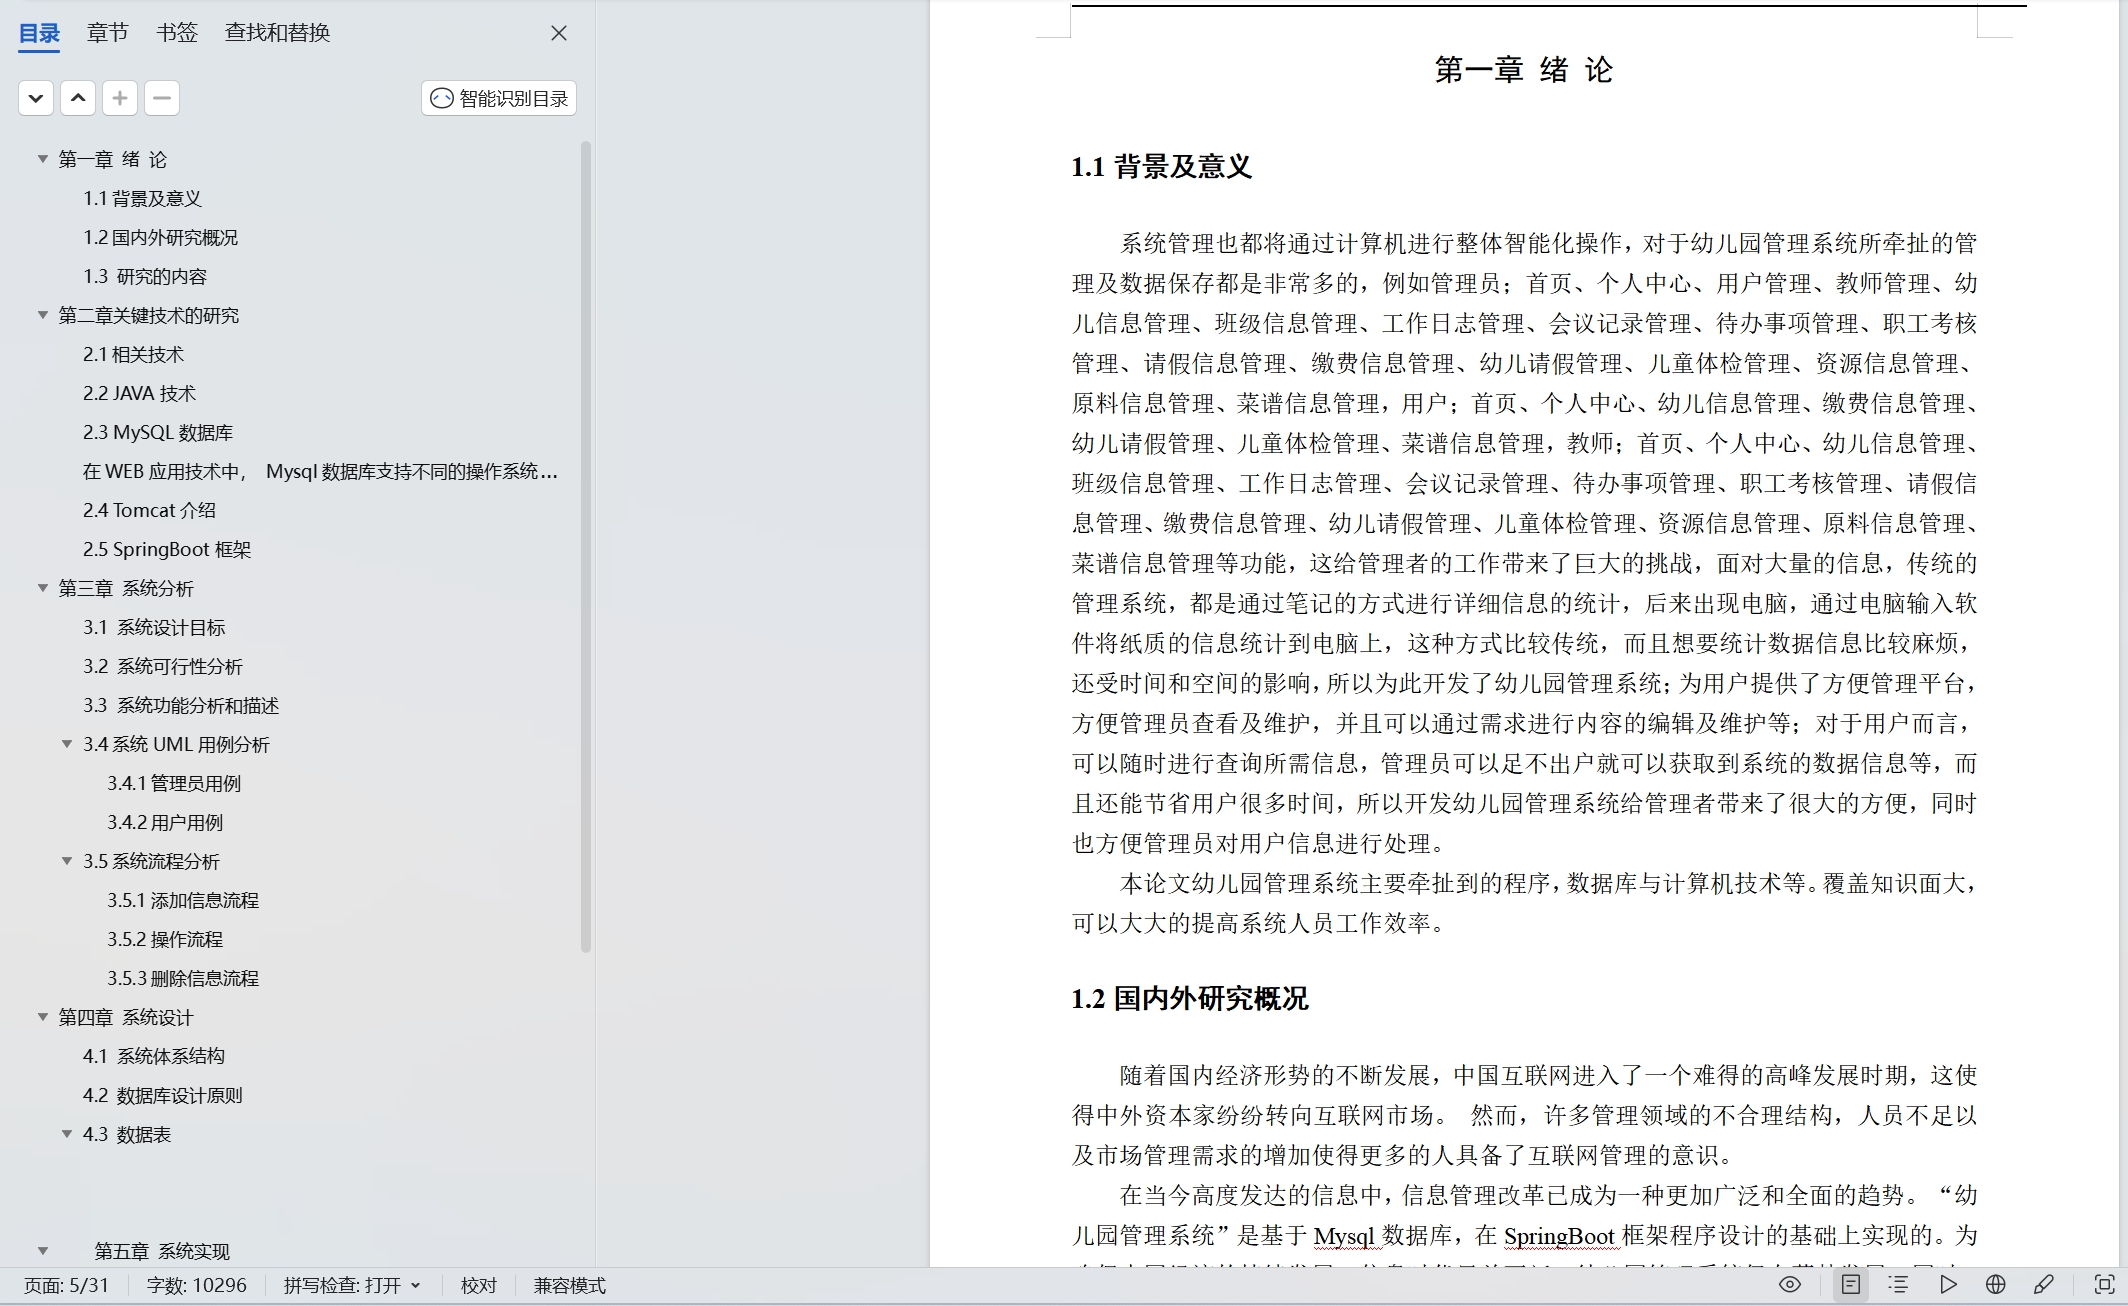 目录 章节 书签 查找和替换
智能识别目录
第一章 绪 论
1.1 背景及意义
1.2 国内外研究概况
1.3 研究的内容
第二章关键技术的研究
2.1 相关技术
2.2 JAVA 技术
2.3 MySQL 数据库
在 WEB 应用技术中， Mysql 数据库支持不同的操作系统…
2.4 Tomcat 介绍
2.5 SpringBoot 框架
第三章 系统分析
3.1 系统设计目标
3.2 系统可行性分析
3.3 系统功能分析和描述
3.4 系统 UML 用例分析
3.4.1 管理员用例
3.4.2 用户用例
3.5 系统流程分析
3.5.1 添加信息流程
3.5.2 操作流程
3.5.3 删除信息流程
第四章 系统设计
4.1 系统体系结构
4.2 数据库设计原则
4.3 数据表
第五章 系统实现
第一章 绪 论
1.1 背景及意义
系统管理也都将通过计算机进行整体智能化操作，对于幼儿园管理系统所牵扯的管
理及数据保存都是非常多的，例如管理员；首页、个人中心、用户管理、教师管理、幼
儿信息管理、班级信息管理、工作日志管理、会议记录管理、待办事项管理、职工考核
管理、请假信息管理、缴费信息管理、幼儿请假管理、儿童体检管理、资源信息管理、
原料信息管理、菜谱信息管理，用户；首页、个人中心、幼儿信息管理、缴费信息管理、
幼儿请假管理、儿童体检管理、菜谱信息管理，教师；首页、个人中心、幼儿信息管理、
班级信息管理、工作日志管理、会议记录管理、待办事项管理、职工考核管理、请假信
息管理、缴费信息管理、幼儿请假管理、儿童体检管理、资源信息管理、原料信息管理、
菜谱信息管理等功能，这给管理者的工作带来了巨大的挑战，面对大量的信息，传统的
管理系统，都是通过笔记的方式进行详细信息的统计，后来出现电脑，通过电脑输入软
件将纸质的信息统计到电脑上，这种方式比较传统，而且想要统计数据信息比较麻烦，
还受时间和空间的影响，所以为此开发了幼儿园管理系统；为用户提供了方便管理平台，
方便管理员查看及维护，并且可以通过需求进行内容的编辑及维护等；对于用户而言，
可以随时进行查询所需信息，管理员可以足不出户就可以获取到系统的数据信息等，而
且还能节省用户很多时间，所以开发幼儿园管理系统给管理者带来了很大的方便，同时
也方便管理员对用户信息进行处理。
本论文幼儿园管理系统主要牵扯到的程序，数据库与计算机技术等。覆盖知识面大，
可以大大的提高系统人员工作效率。
1.2 国内外研究概况
随着国内经济形势的不断发展，中国互联网进入了一个难得的高峰发展时期，这使
得中外资本家纷纷转向互联网市场。 然而，许多管理领域的不合理结构，人员不足以
及市场管理需求的增加使得更多的人具备了互联网管理的意识。
在当今高度发达的信息中，信息管理改革已成为一种更加广泛和全面的趋势。“幼
儿园管理系统”是基于 Mysql 数据库，在 SpringBoot 框架程序设计的基础上实现的。为
页面: 5/31 字数: 10296 拼写检查: 打开 校对 兼容模式